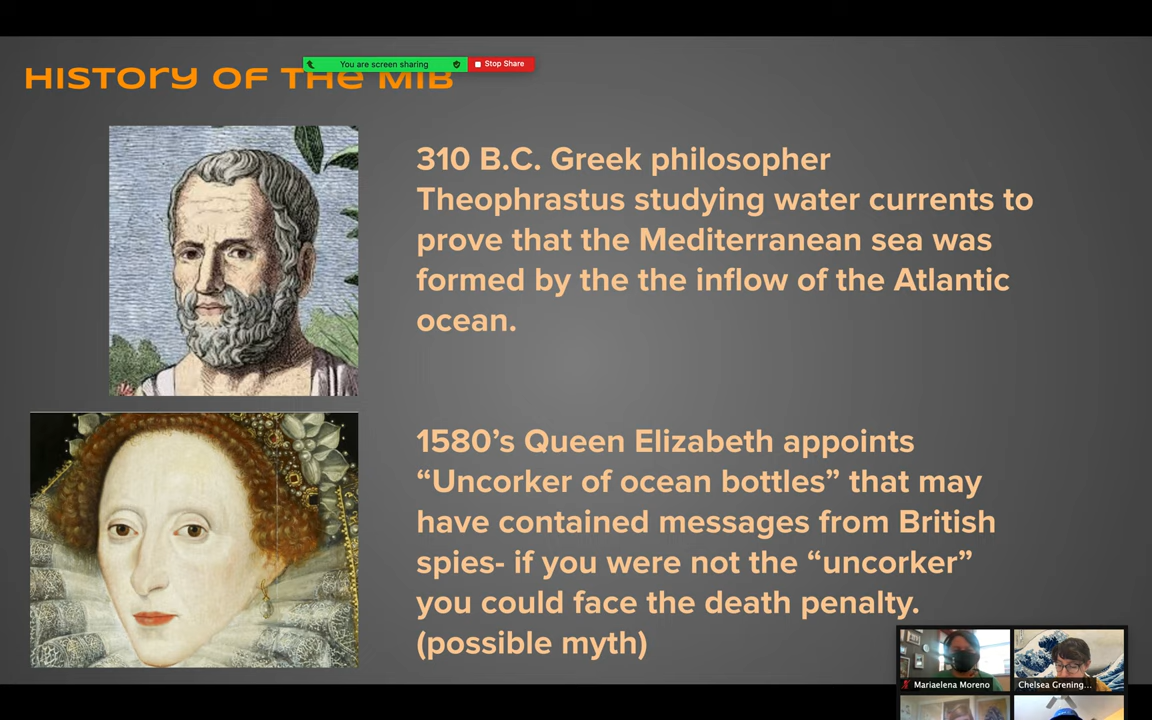 You are screen sharing
Stop Share
HISTORY OF THE MIB
310 B.C. Greek philosopher
Theophrastus studying water currents to
prove that the Mediterranean sea was
formed by the the inflow of the Atlantic
ocean.
1580’s Queen Elizabeth appoints
“Uncorker of ocean bottles” that may
have contained messages from British
spies- if you were not the “uncorker”
you could face the death penalty.
(possible myth)
Mariaelena Moreno
Chelsea Grening...